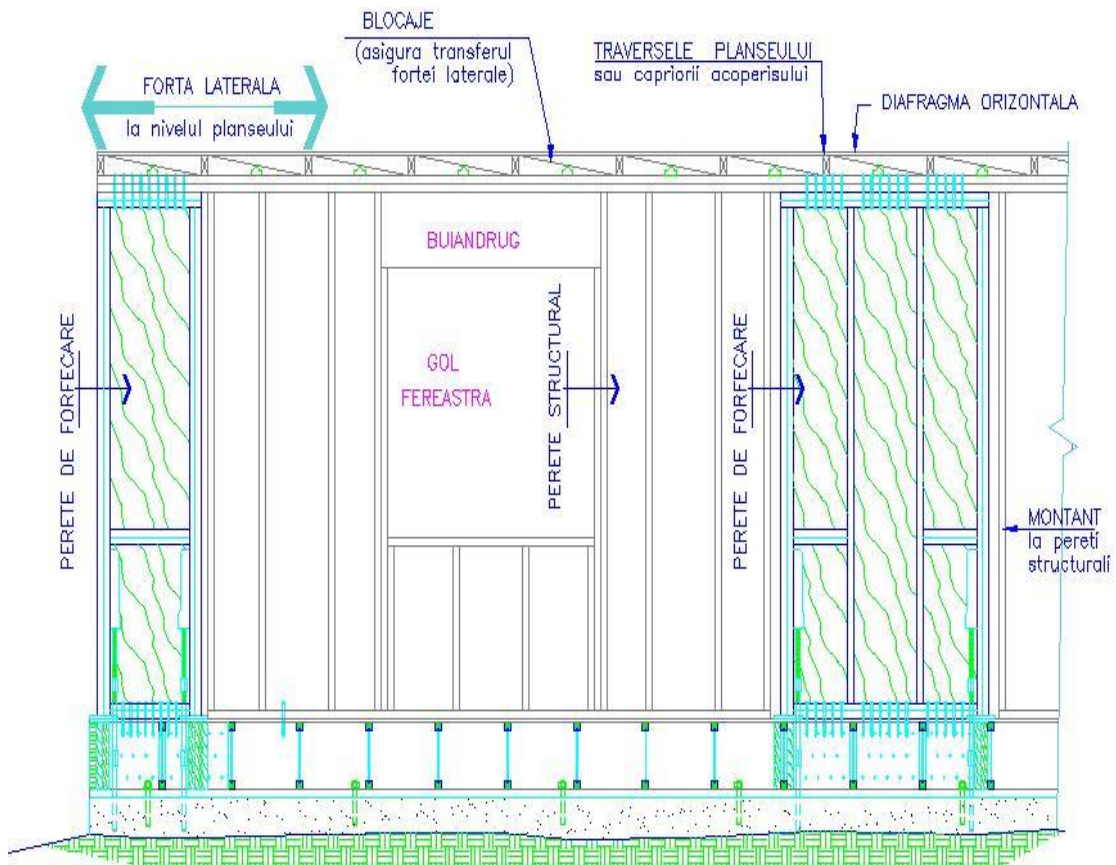 BLOCAJE
(asigura transferul
fortei laterale)
TRAVERSELE PLANSEULUI
sau capriorii acoperisului
FORTA LATERALA
la nivelul planseului
DIAFRAGMA ORIZONTALA
BUIANDRUG
GOL
FEREASTRA
PERETE DE FORFECARE
PERETE STRUCTURAL
PERETE DE FORFECARE
MONTANT
la pereti
structurali